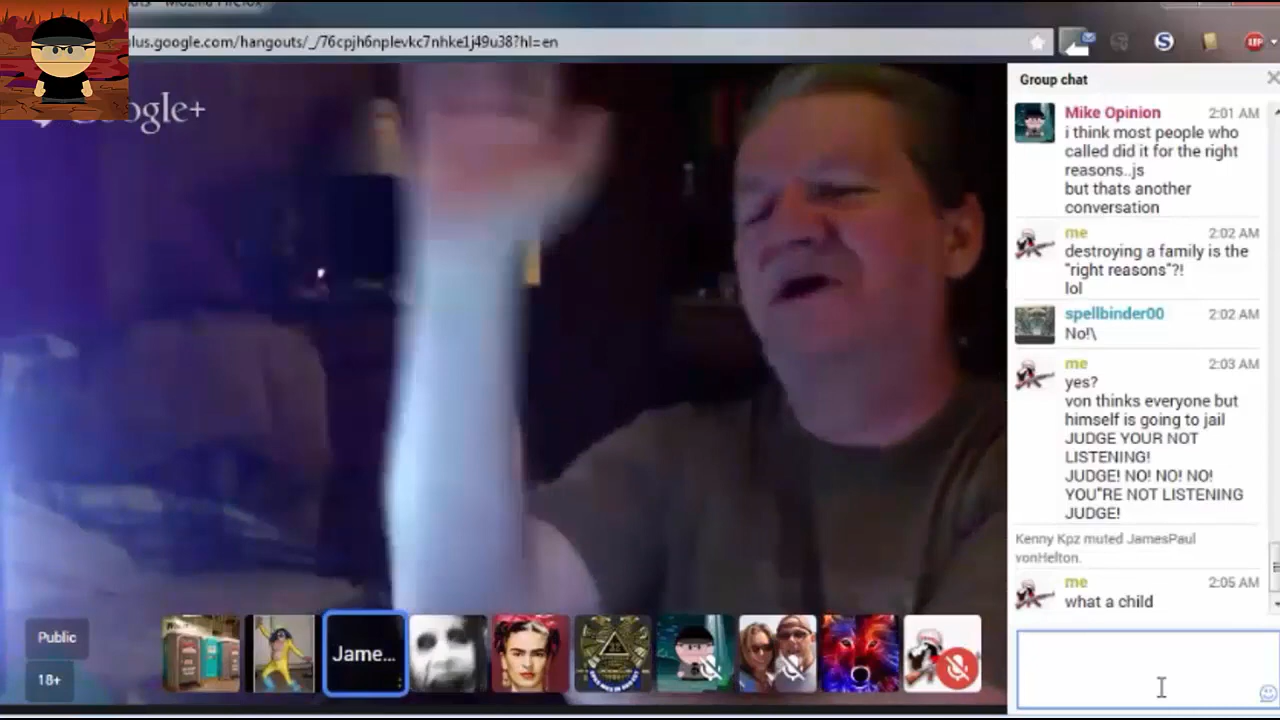 lus.google.com/hangouts/_/76cpjh6nplevkc7nhke1j49u38?hl=en
Google+
Group chat
Mike Opinion 2:01 AM
i think most people who
called did it for the right
reasons..js
but thats another
conversation
me 2:02 AM
destroying a family is the
"right reasons"?!
lol
spellbinder00 2:02 AM
No!\
me 2:03 AM
yes?
von thinks everyone but
himself is going to jail
JUDGE YOUR NOT
LISTENING!
JUDGE! NO! NO! NO!
YOU"RE NOT LISTENING
JUDGE!
Kenny Kpz muted JamesPaul
vonHelton.
me 2:05 AM
what a child
Public
18+
Jame...